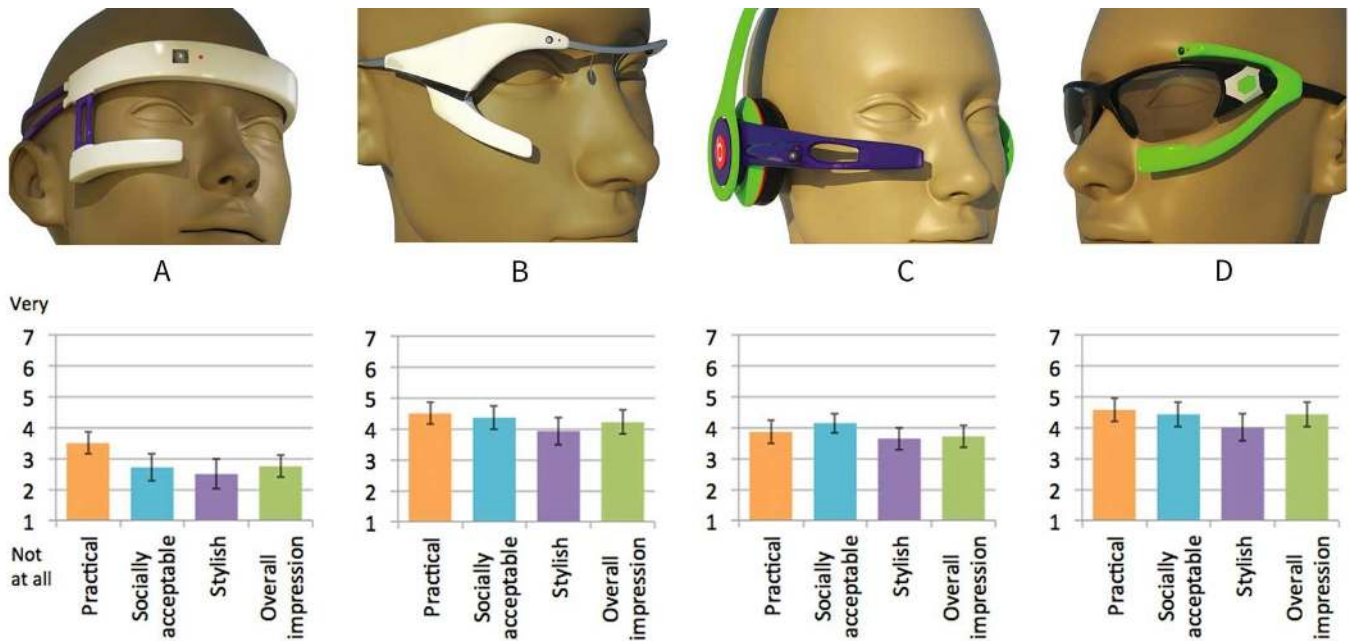 A B C D
Very
7 7 7 7
6 6 6 6
5 5 5 5
4 4 4 4
3 3 3 3
2 2 2 2
1 1 1 1
Not
at all
Practical
Socially
acceptable
Stylish
Overall
impression
Practical
Socially
acceptable
Stylish
Overall
impression
Practical
Socially
acceptable
Stylish
Overall
impression
Practical
Socially
acceptable
Stylish
Overall
impression